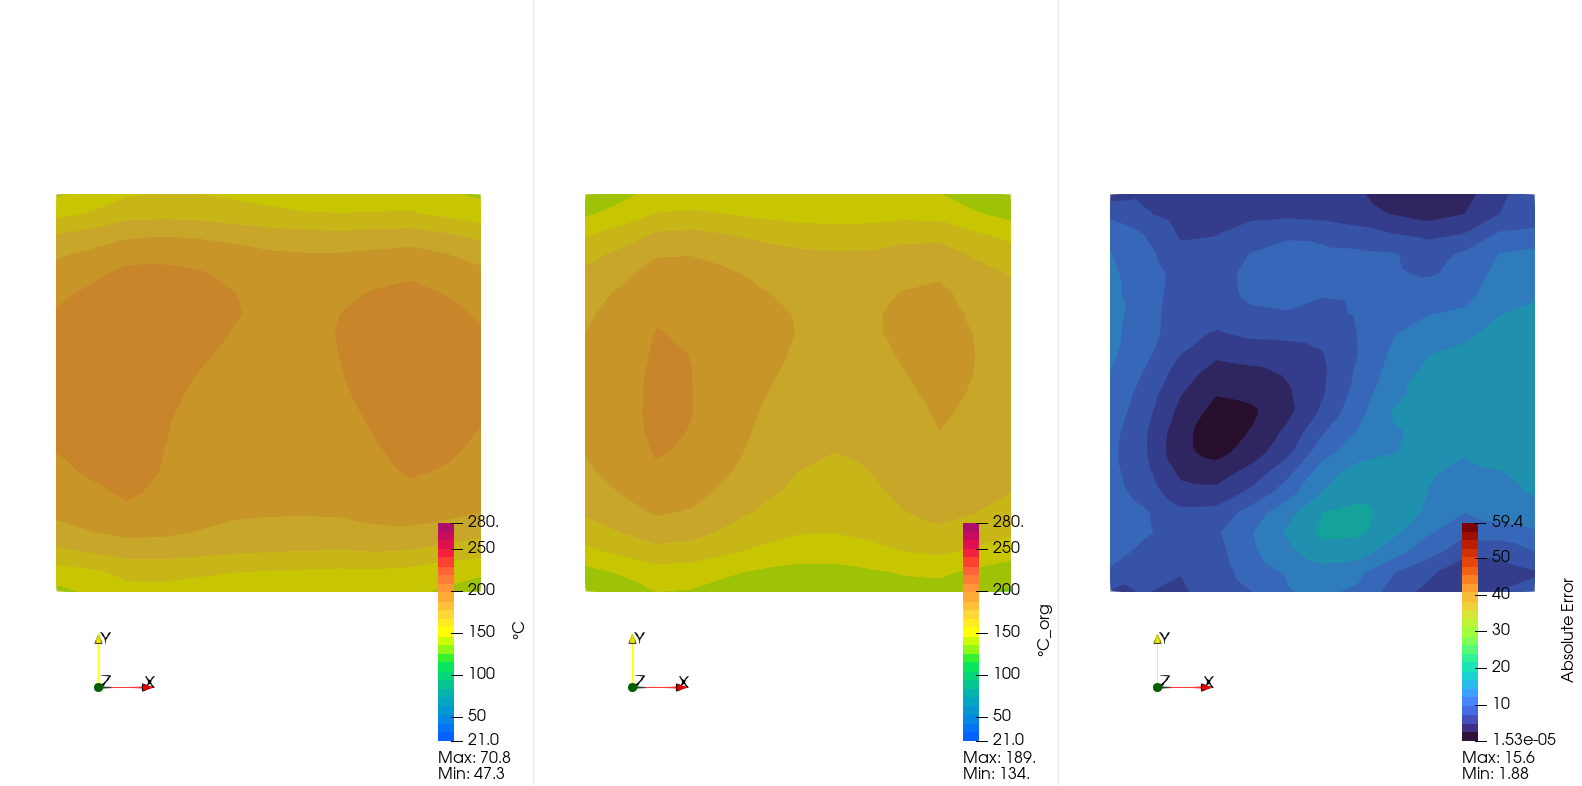 280.
250
200
150
100
50
21.0
°C
Max: 70.8
Min: 47.3
Y
Z
X
280.
250
200
150
100
50
21.0
°C_org
Max: 189.
Min: 134.
Y
Z
X
59.4
50
40
30
20
10
1.53e-05
Absolute Error
Max: 15.6
Min: 1.88
Y
Z
X